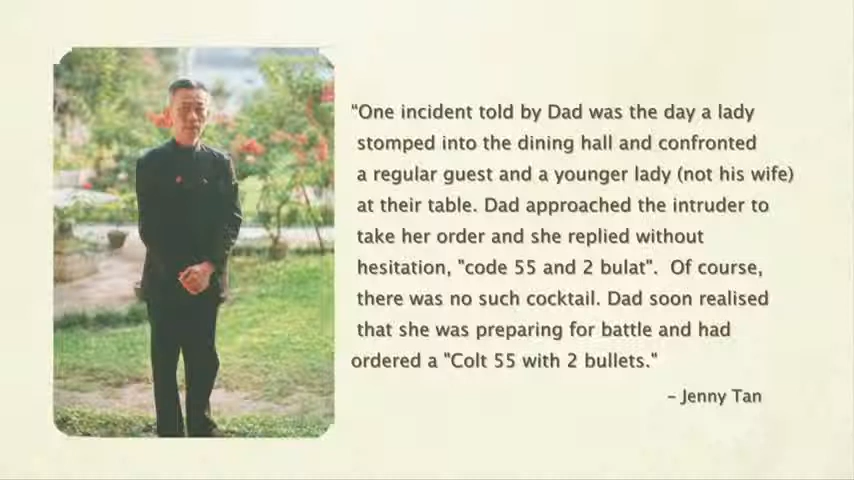 “One incident told by Dad was the day a lady
stomped into the dining hall and confronted
a regular guest and a younger lady (not his wife)
at their table. Dad approached the intruder to
take her order and she replied without
hesitation, "code 55 and 2 bulat".  Of course,
there was no such cocktail. Dad soon realised
that she was preparing for battle and had
ordered a "Colt 55 with 2 bullets."
– Jenny Tan